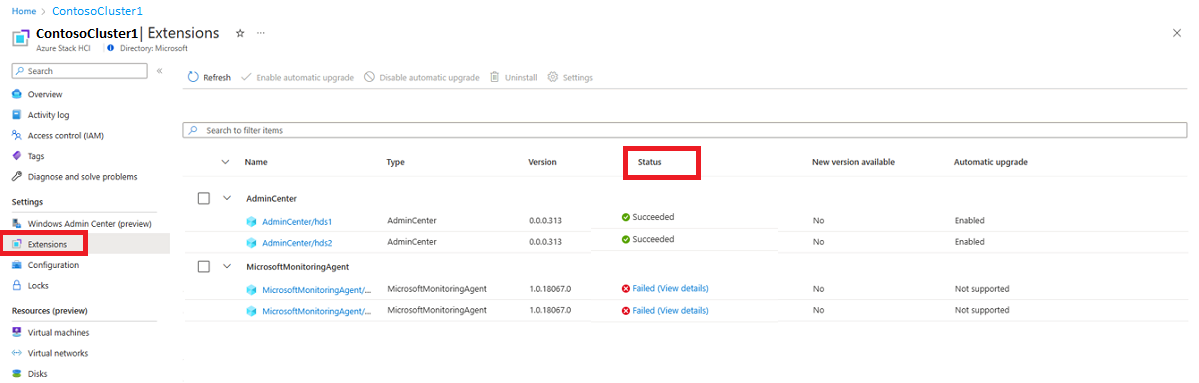 Home > ContosoCluster1
ContosoCluster1 | Extensions ☆ ...
Azure Stack HCI | Directory: Microsoft
Search «
Overview
Activity log
Access control (IAM)
Tags
Diagnose and solve problems
Settings
Windows Admin Center (preview)
Extensions
Configuration
Locks
Resources (preview)
Virtual machines
Virtual networks
Disks
Refresh Enable automatic upgrade Disable automatic upgrade Uninstall Settings
Search to filter items
Name Type Version Status New version available Automatic upgrade
AdminCenter
AdminCenter/hds1 AdminCenter 0.0.0.313 Succeeded No Enabled
AdminCenter/hds2 AdminCenter 0.0.0.313 Succeeded No Enabled
MicrosoftMonitoringAgent
MicrosoftMonitoringAgent/... MicrosoftMonitoringAgent 1.0.18067.0 Failed (View details) No Not supported
MicrosoftMonitoringAgent/... MicrosoftMonitoringAgent 1.0.18067.0 Failed (View details) No Not supported